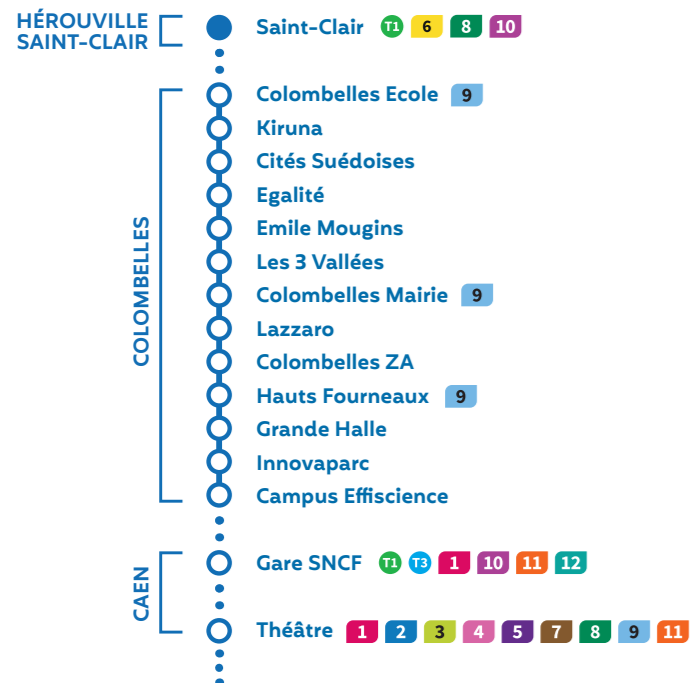 HÉROUVILLE
SAINT-CLAIR
Saint-Clair T1 6 8 10
COLOMBELLES
Colombelles Ecole 9
Kiruna
Cités Suédoises
Egalité
Emile Mougins
Les 3 Vallées
Colombelles Mairie 9
Lazzaro
Colombelles ZA
Hauts Fourneaux 9
Grande Halle
Innovaparc
Campus Effiscience
CAEN
Gare SNCF T1 T3 1 10 11 12
Théâtre 1 2 3 4 5 7 8 9 11